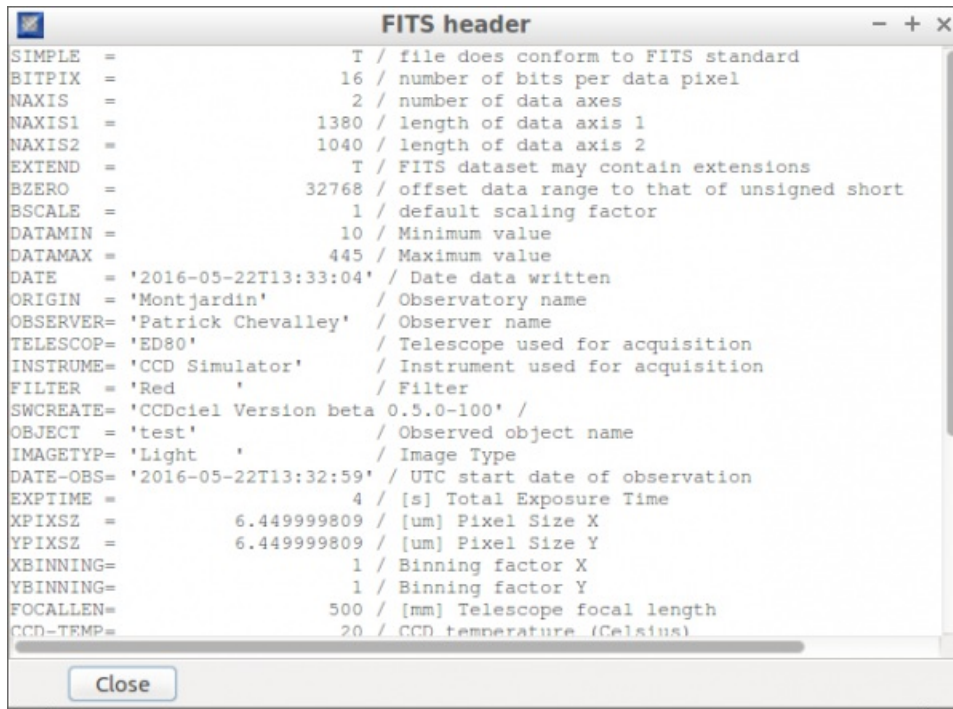 FITS header
SIMPLE  =                    T / file does conform to FITS standard
BITPIX  =                   16 / number of bits per data pixel
NAXIS   =                    2 / number of data axes
NAXIS1  =                 1380 / length of data axis 1
NAXIS2  =                 1040 / length of data axis 2
EXTEND  =                    T / FITS dataset may contain extensions
BZERO   =                32768 / offset data range to that of unsigned short
BSCALE  =                    1 / default scaling factor
DATAMIN =                   10 / Minimum value
DATAMAX =                  445 / Maximum value
DATE    = '2016-05-22T13:33:04' / Date data written
ORIGIN  = 'Montjardin'         / Observatory name
OBSERVER= 'Patrick Chevalley'  / Observer name
TELESCOP= 'ED80'               / Telescope used for acquisition
INSTRUME= 'CCD Simulator'      / Instrument used for acquisition
FILTER  = 'Red     '           / Filter
SWCREATE= 'CCDciel Version beta 0.5.0-100' /
OBJECT  = 'test'               / Observed object name
IMAGETYP= 'Light   '           / Image Type
DATE-OBS= '2016-05-22T13:32:59' / UTC start date of observation
EXPTIME =                    4 / [s] Total Exposure Time
XPIXSZ  =          6.449999809 / [um] Pixel Size X
YPIXSZ  =          6.449999809 / [um] Pixel Size Y
XBINNING=                    1 / Binning factor X
YBINNING=                    1 / Binning factor Y
FOCALLEN=                  500 / [mm] Telescope focal length
CCD-TEMP=                   20 / CCD temperature (Celsius)
Close